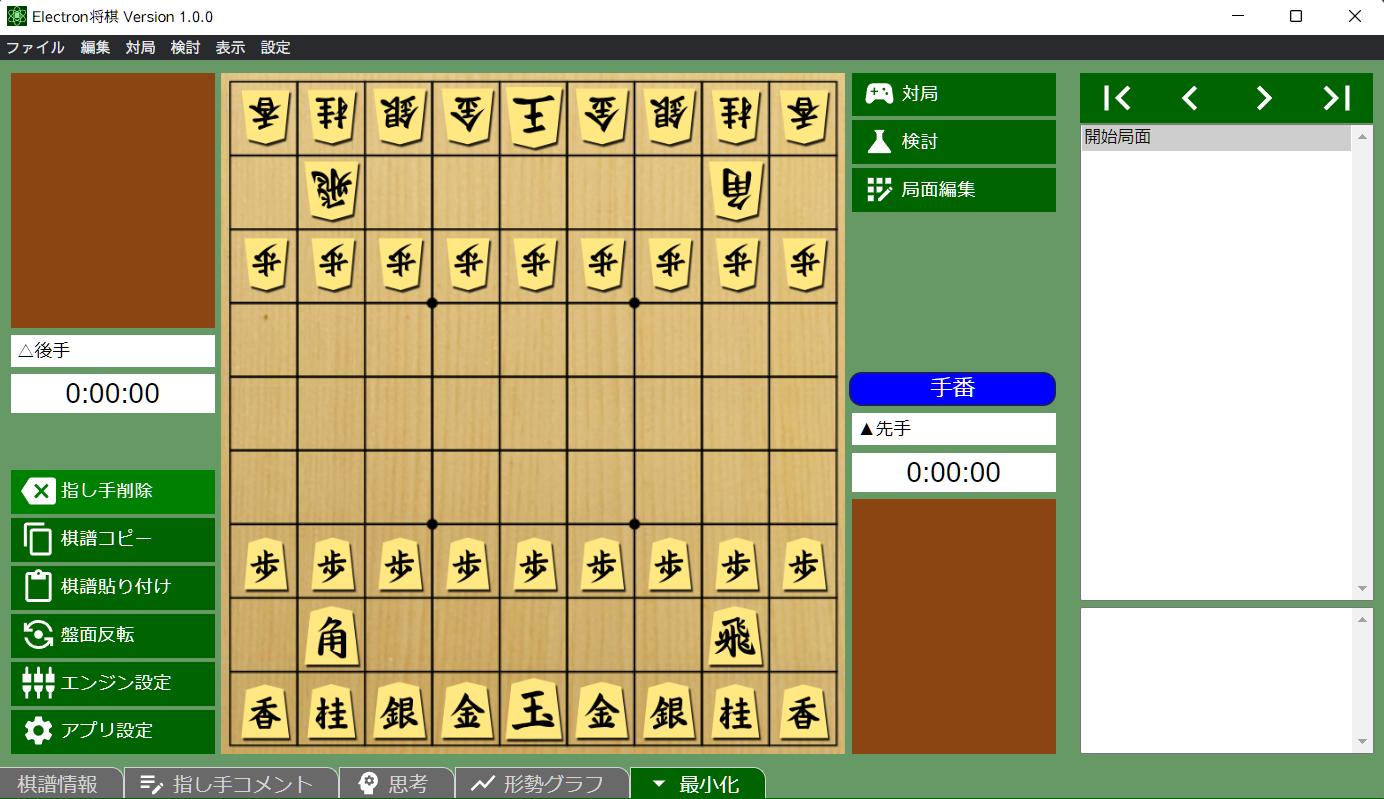 Electron将棋 Version 1.0.0
ファイル 編集 対局 検討 表示 設定
△後手
0:00:00
指し手削除
棋譜コピー
棋譜貼り付け
盤面反転
エンジン設定
アプリ設定
香 桂 銀 金 王 金 銀 桂 香
飛 角
歩 歩 歩 歩 歩 歩 歩 歩 歩
歩 歩 歩 歩 歩 歩 歩 歩 歩
角 飛
香 桂 銀 金 玉 金 銀 桂 香
対局
検討
局面編集
手番
▲先手
0:00:00
開始局面
棋譜情報 指し手コメント 思考 形勢グラフ 最小化